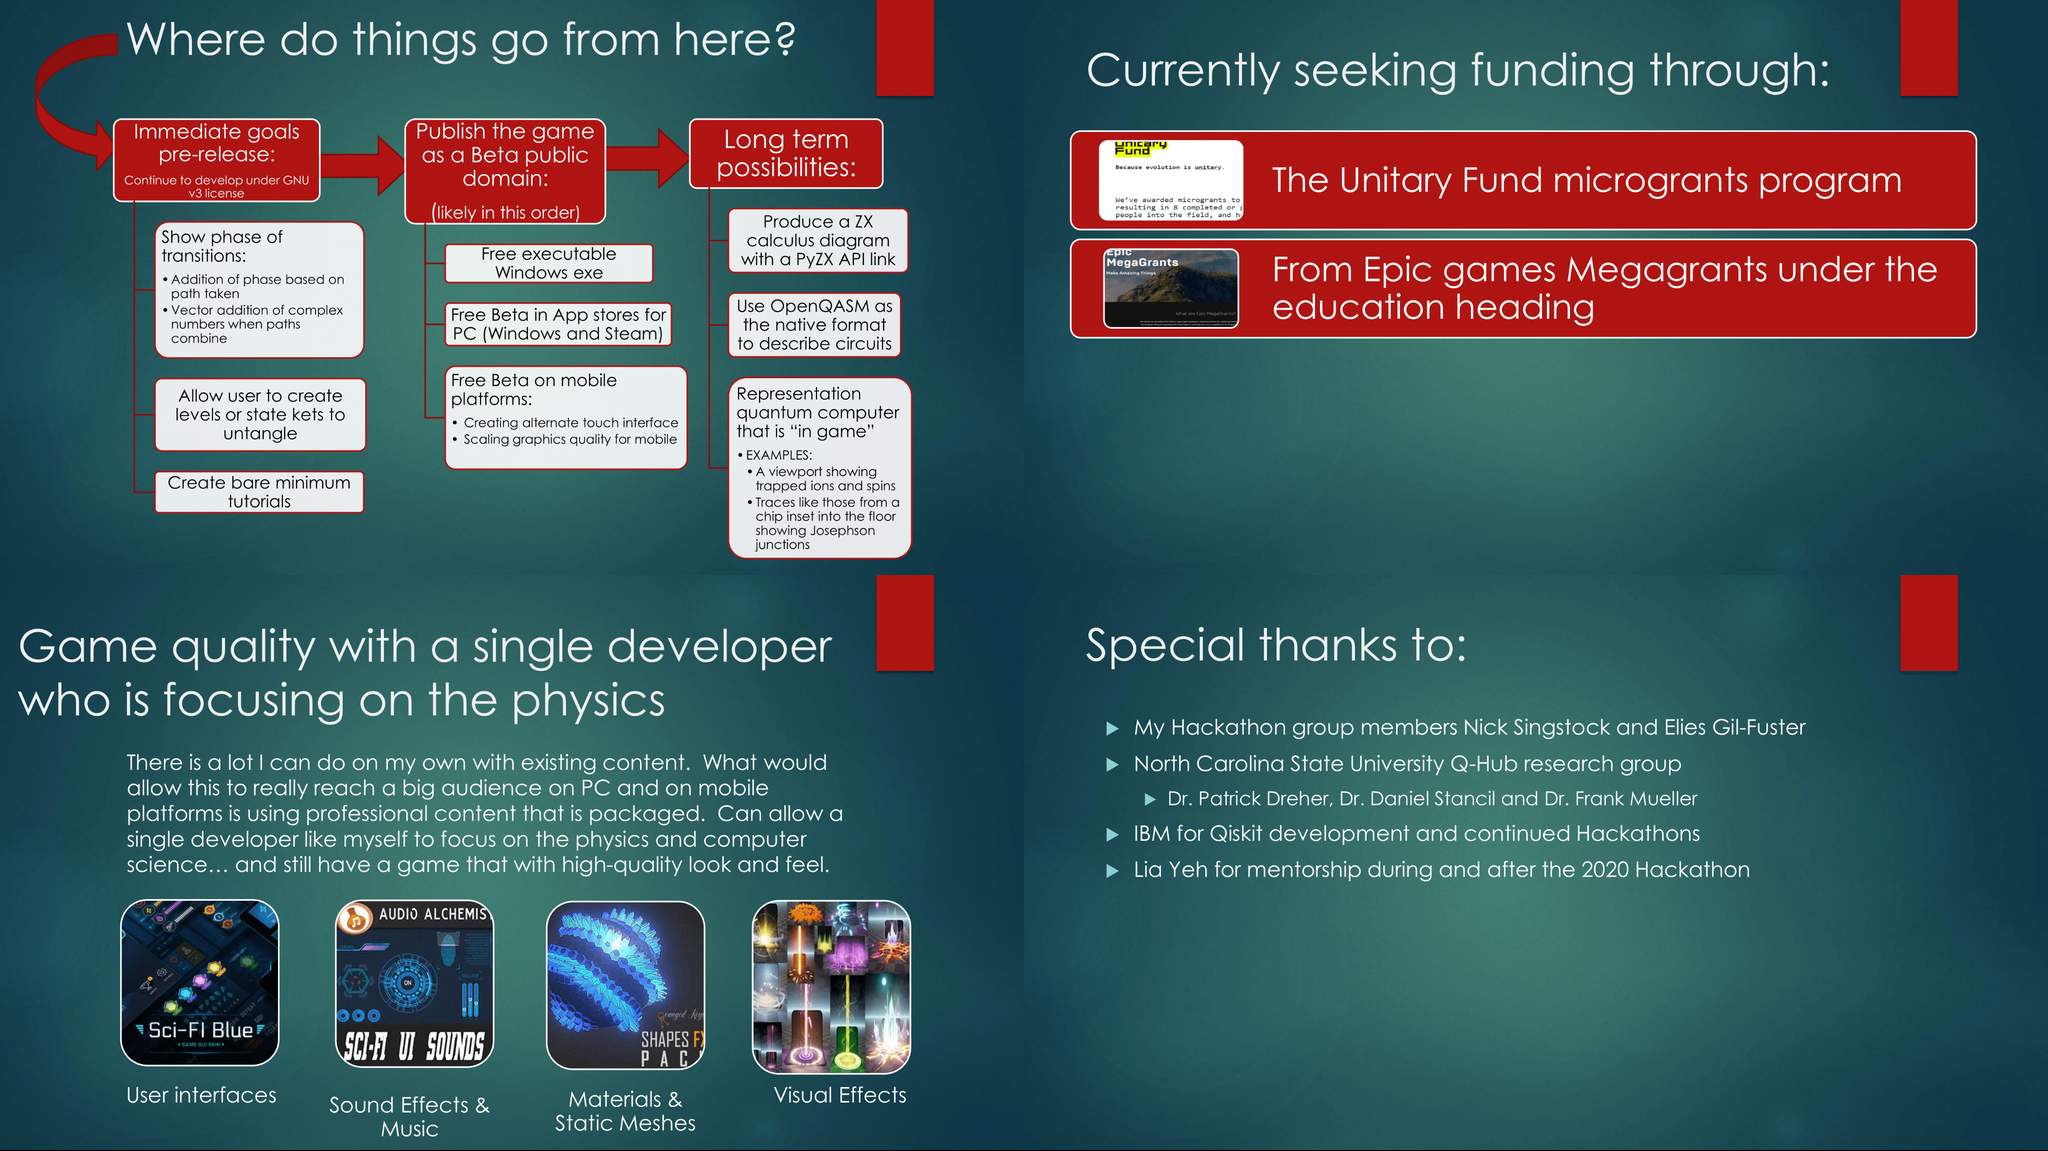 Where do things go from here?
Immediate goals
pre-release:
Continue to develop under GNU
v3 license
Show phase of
transitions:
• Addition of phase based on
path taken
• Vector addition of complex
numbers when paths
combine
Allow user to create
levels or state kets to
untangle
Create bare minimum
tutorials
Publish the game
as a Beta public
domain:
(likely in this order)
Free executable
Windows exe
Free Beta in App stores for
PC (Windows and Steam)
Free Beta on mobile
platforms:
• Creating alternate touch interface
• Scaling graphics quality for mobile
Long term
possibilities:
Produce a ZX
calculus diagram
with a PyZX API link
Use OpenQASM as
the native format
to describe circuits
Representation
quantum computer
that is “in game”
• EXAMPLES:
• A viewport showing
trapped ions and spins
• Traces like those from a
chip inset into the floor
showing Josephson
junctions
Currently seeking funding through:
Unitary
Fund
Because evolution is unitary.
We've awarded microgrants to
resulting in 8 completed or
people into the field, and h
The Unitary Fund microgrants program
Epic
MegaGrants
Make Amazing Things.
What are Epic MegaGrants?
From Epic games Megagrants under the
education heading
Game quality with a single developer
who is focusing on the physics
There is a lot I can do on my own with existing content.  What would
allow this to really reach a big audience on PC and on mobile
platforms is using professional content that is packaged.  Can allow a
single developer like myself to focus on the physics and computer
science… and still have a game that with high-quality look and feel.
Sci-FI Blue
• GAME GUI SKIN •
User interfaces
AUDIO ALCHEMIS
ON
SCI-FI UI SOUNDS
Sound Effects &
Music
SHAPES FX
PAC
Materials &
Static Meshes
Visual Effects
Special thanks to:
My Hackathon group members Nick Singstock and Elies Gil-Fuster
North Carolina State University Q-Hub research group
Dr. Patrick Dreher, Dr. Daniel Stancil and Dr. Frank Mueller
IBM for Qiskit development and continued Hackathons
Lia Yeh for mentorship during and after the 2020 Hackathon